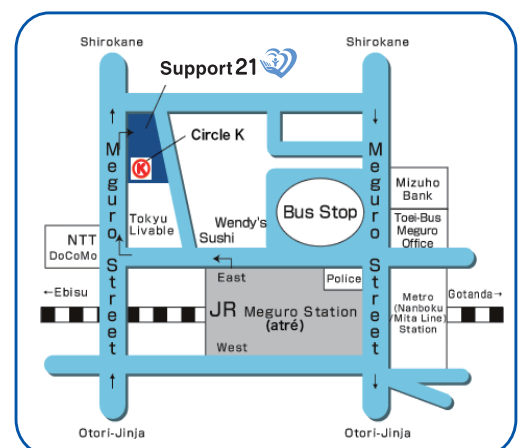 Shirokane
Shirokane
Support 21
Circle K
K
Meguro Street
Meguro Street
Mizuho
Bank
Toei-Bus
Meguro
Office
Bus Stop
Tokyu
Livable
Wendy's
Sushi
NTT
DoCoMo
East
Police
←Ebisu
JR Meguro Station
(atré)
Metro
(Nanboku
/Mita Line)
Station
Gotanda→
West
Otori-Jinja
Otori-Jinja